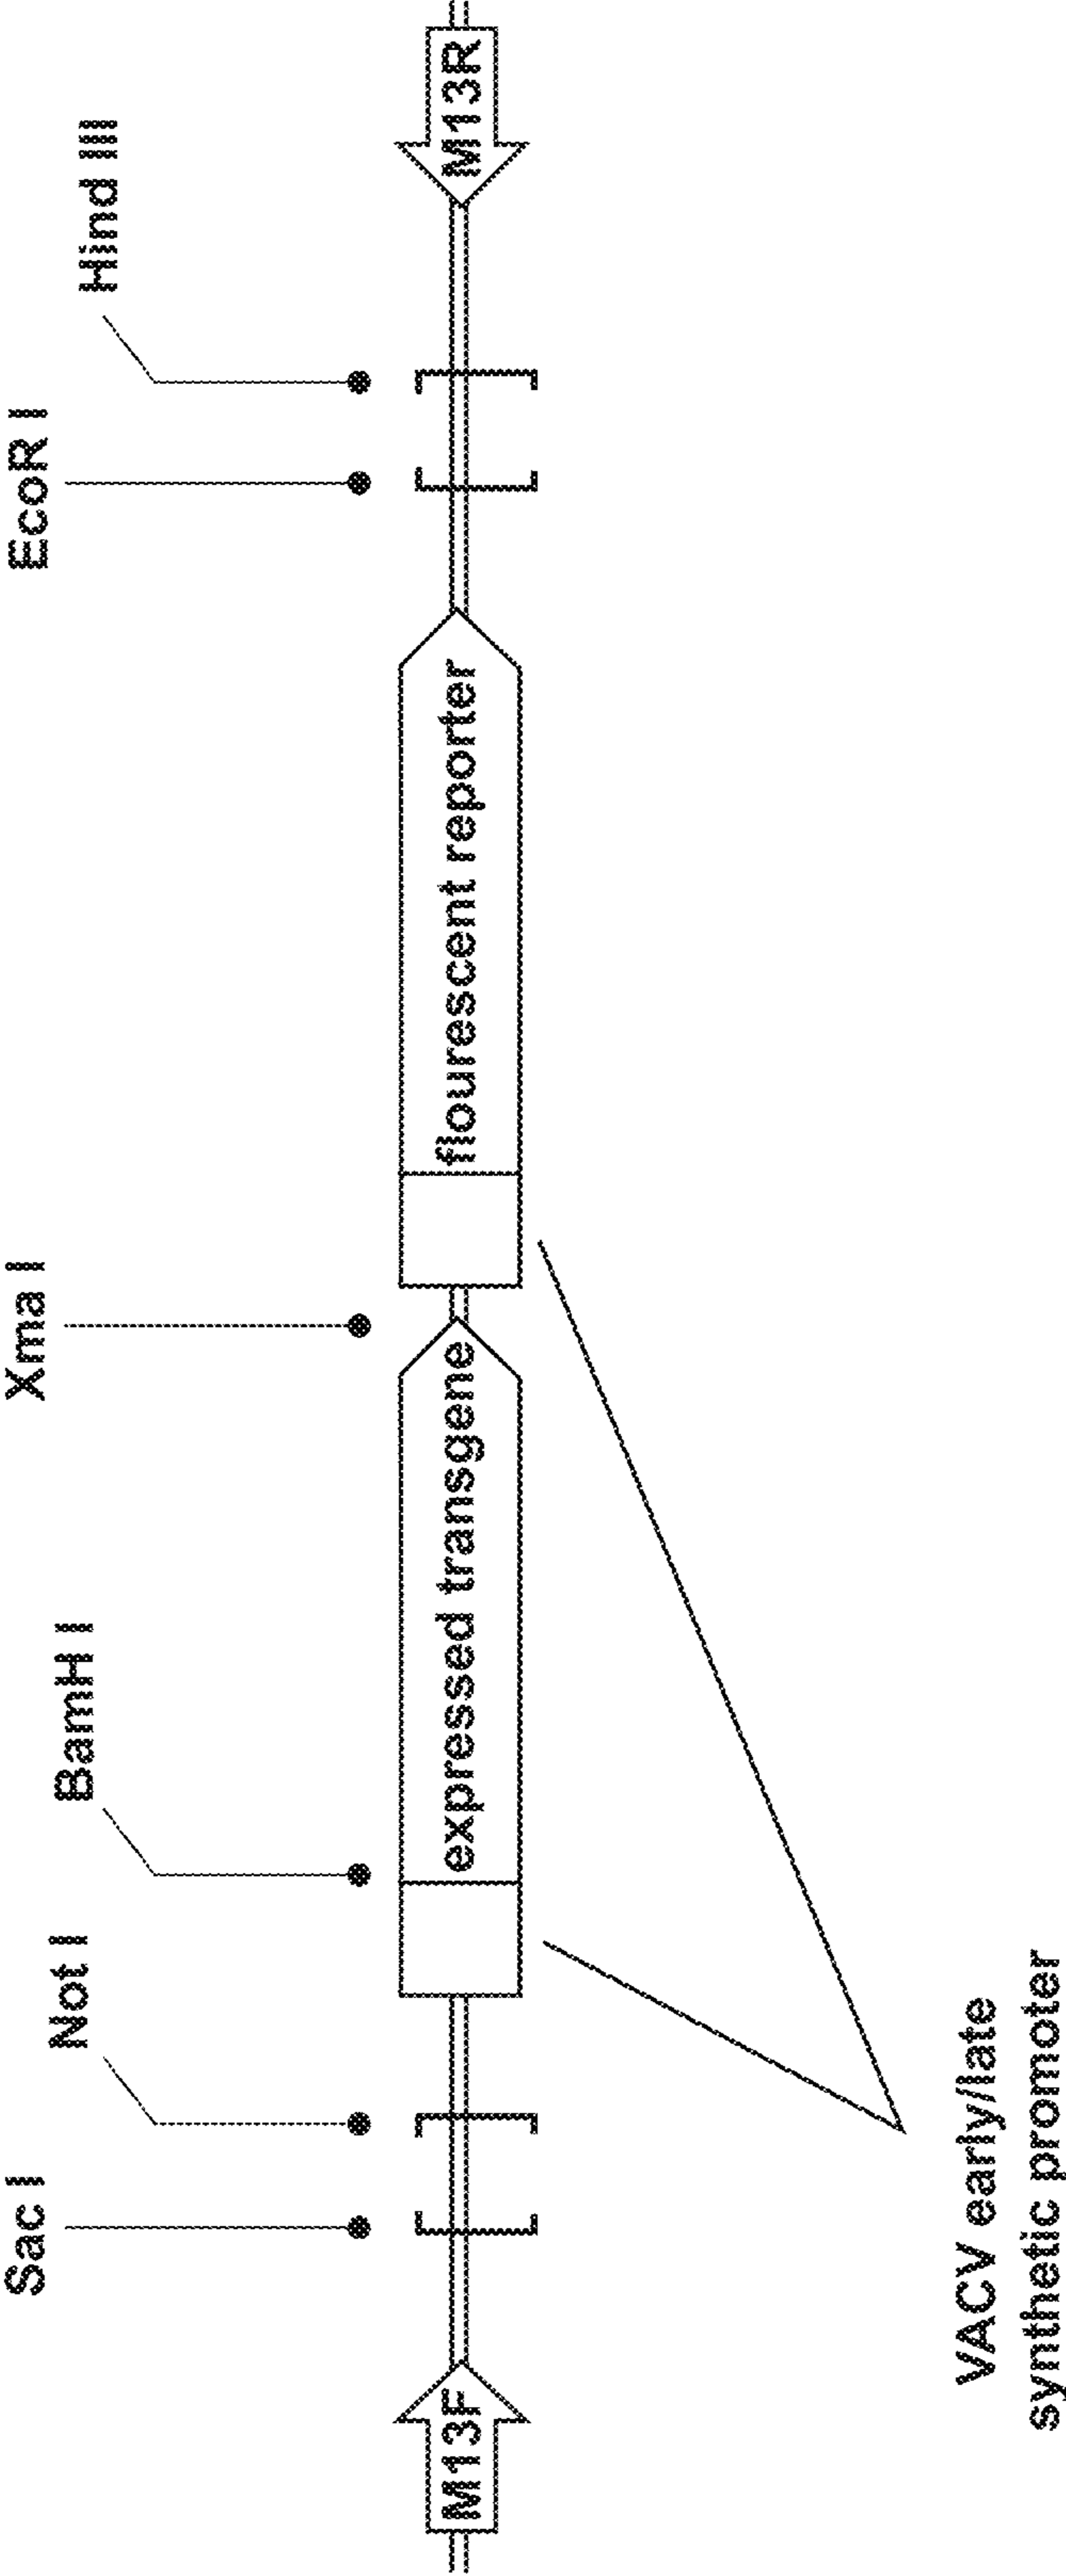 Sac I
Not I
BamH I
Xma I
EcoR I
Hind III
M13F
expressed transgene
flourescent reporter
M13R
VACV early/late
synthetic promoter